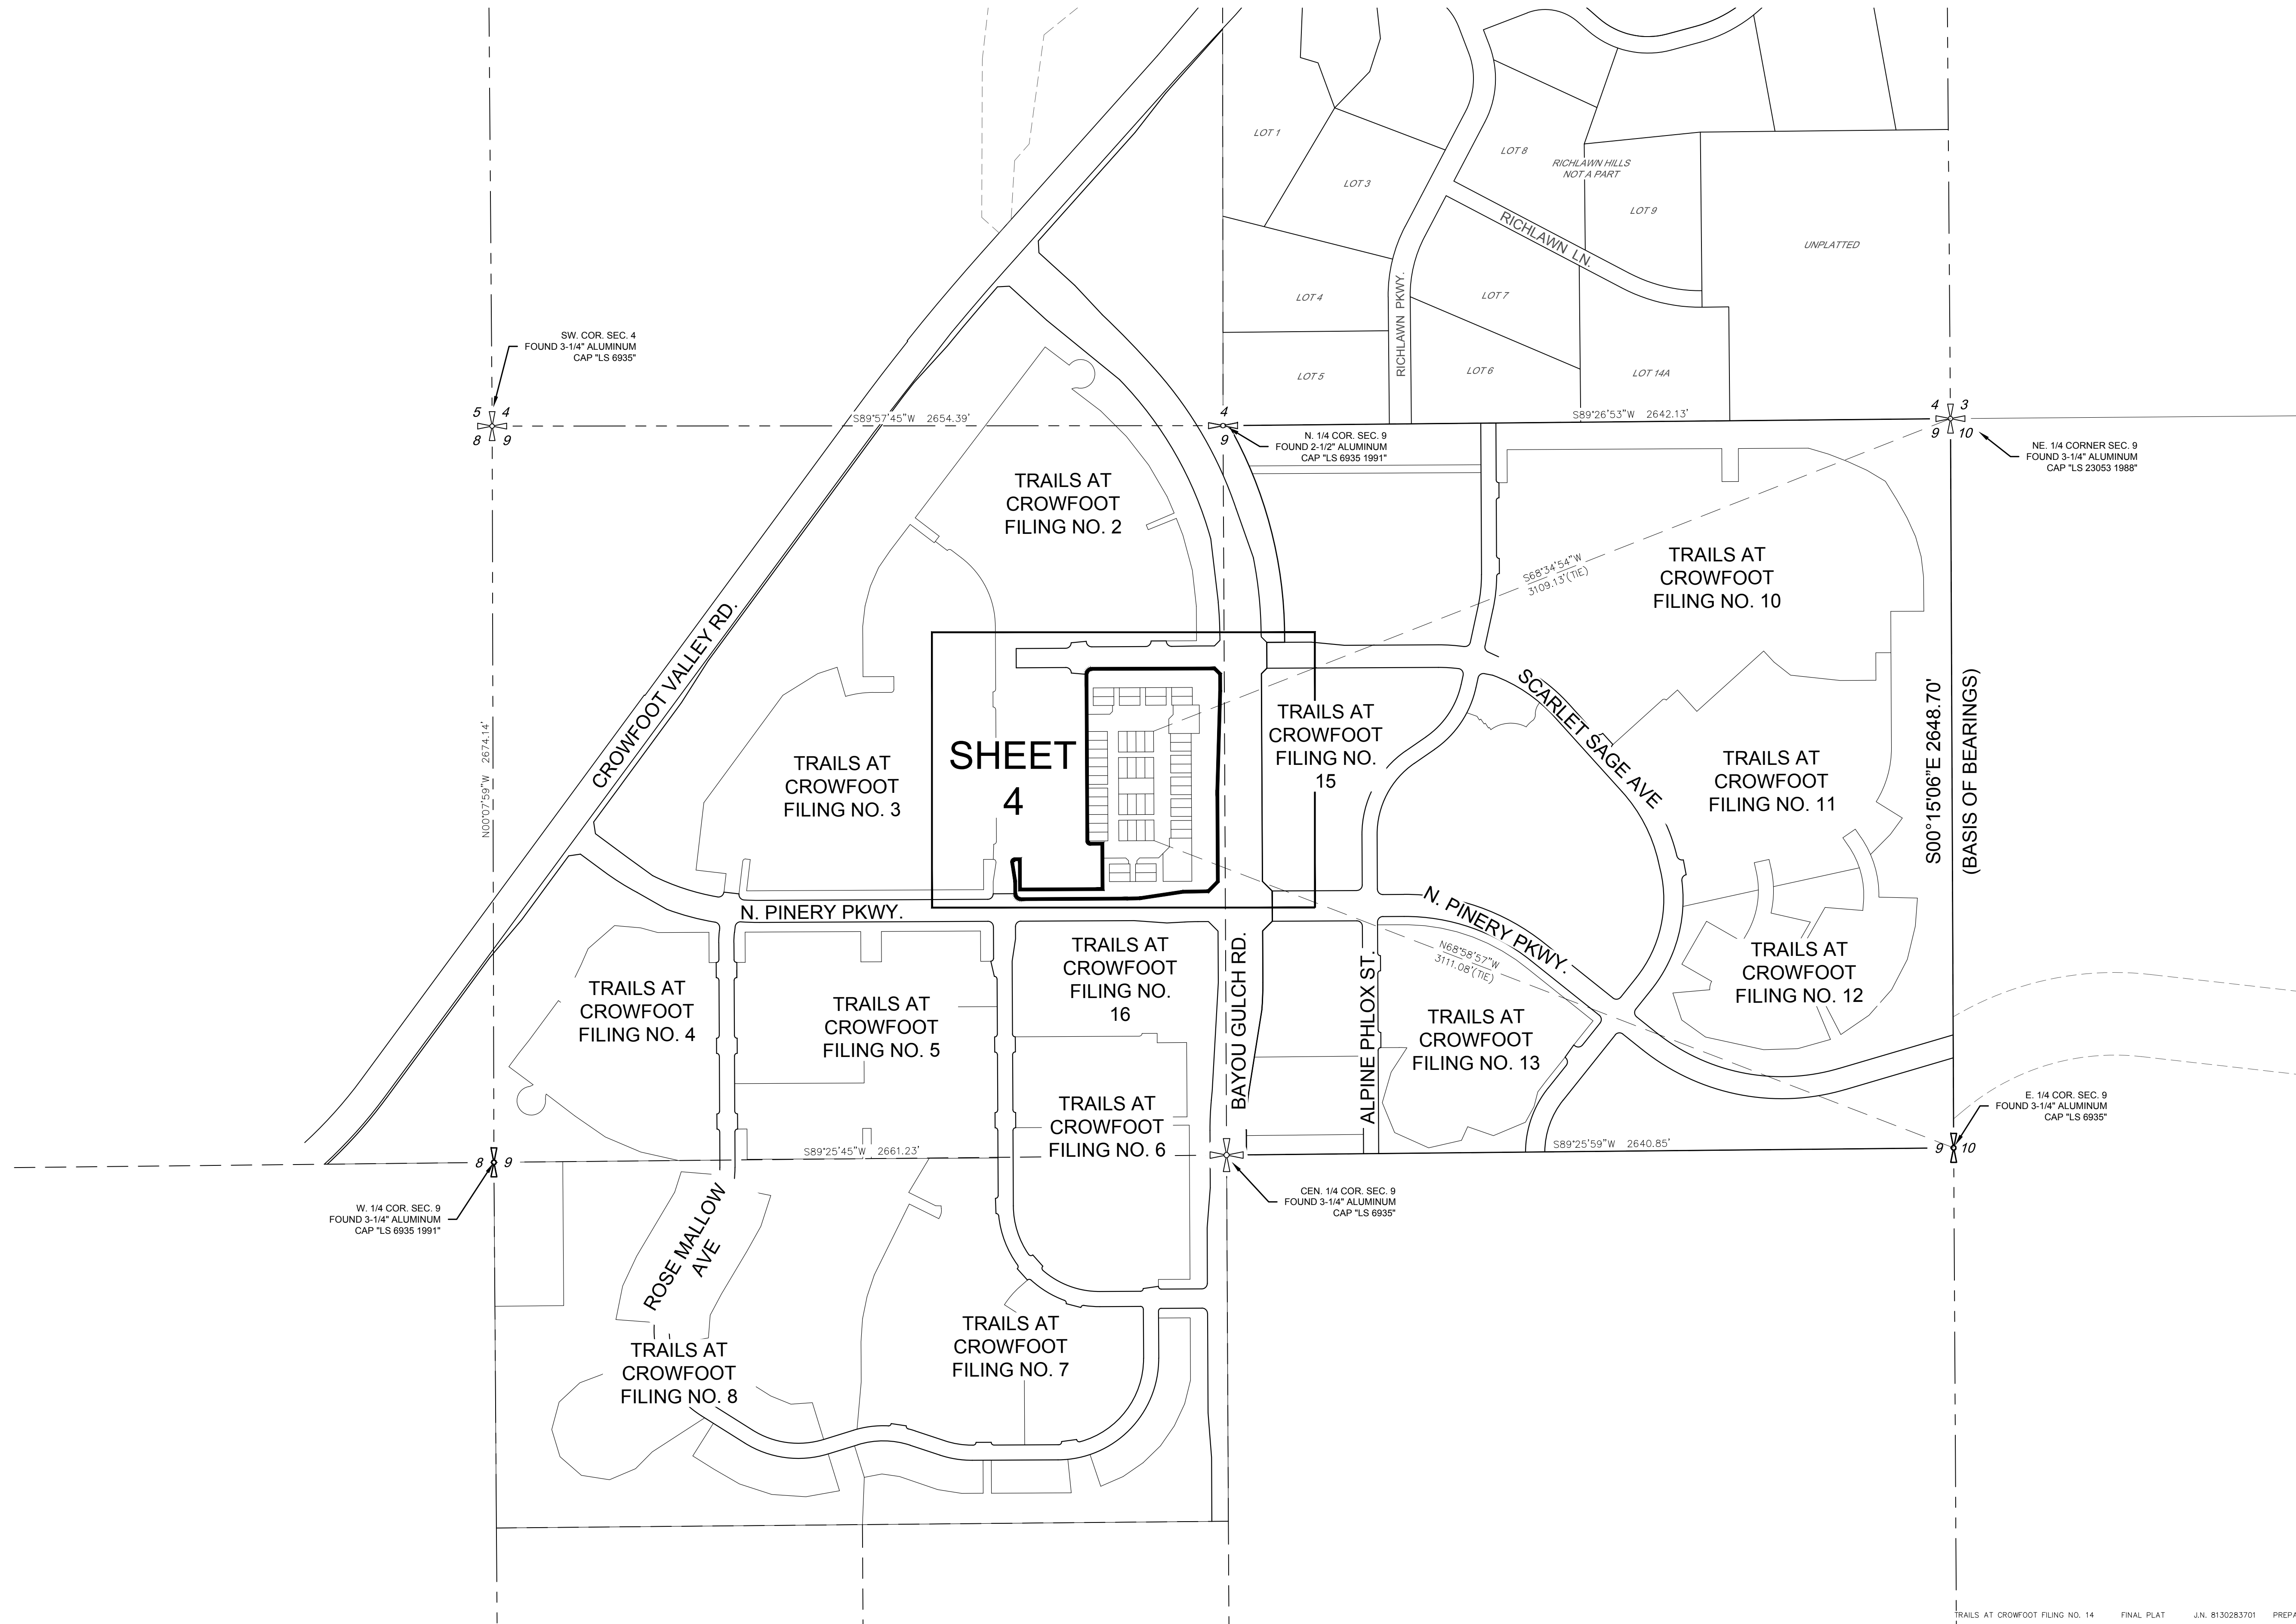 LOT 1
LOT 3
LOT 8
RICHLAWN HILLS
NOT A PART
LOT 9
RICHLAWN LN.
UNPLATTED
LOT 4
RICHLAWN PKWY.
LOT 7
LOT 5
LOT 6
LOT 14A
SW. COR. SEC. 4
FOUND 3-1/4" ALUMINUM
CAP "LS 6935"
5 4
8 9
S89°57'45"W 2654.39'
4
9
S89°26'53"W 2642.13'
4 3
9 10
N. 1/4 COR. SEC. 9
FOUND 2-1/2" ALUMINUM
CAP "LS 6935 1991"
NE. 1/4 CORNER SEC. 9
FOUND 3-1/4" ALUMINUM
CAP "LS 23053 1988"
TRAILS AT
CROWFOOT
FILING NO. 2
S68°34'54"W
3109.13'(TIE)
TRAILS AT
CROWFOOT
FILING NO. 10
CROWFOOT VALLEY RD.
N00°07'59"W 2674.14'
TRAILS AT
CROWFOOT
FILING NO. 3
SHEET
4
TRAILS AT
CROWFOOT
FILING NO.
15
SCARLET SAGE AVE
TRAILS AT
CROWFOOT
FILING NO. 11
S00°15'06"E 2648.70'
(BASIS OF BEARINGS)
N. PINERY PKWY.
N. PINERY PKWY.
N68°58'57"W
3111.08'(TIE)
TRAILS AT
CROWFOOT
FILING NO. 4
TRAILS AT
CROWFOOT
FILING NO. 5
TRAILS AT
CROWFOOT
FILING NO.
16
BAYOU GULCH RD.
ALPINE PHLOX ST.
TRAILS AT
CROWFOOT
FILING NO. 13
TRAILS AT
CROWFOOT
FILING NO. 12
TRAILS AT
CROWFOOT
FILING NO. 6
E. 1/4 COR. SEC. 9
FOUND 3-1/4" ALUMINUM
CAP "LS 6935"
8 9
S89°25'45"W 2661.23'
S89°25'59"W 2640.85'
9 10
W. 1/4 COR. SEC. 9
FOUND 3-1/4" ALUMINUM
CAP "LS 6935 1991"
CEN. 1/4 COR. SEC. 9
FOUND 3-1/4" ALUMINUM
CAP "LS 6935"
ROSE MALLOW
AVE
TRAILS AT
CROWFOOT
FILING NO. 7
TRAILS AT
CROWFOOT
FILING NO. 8
TRAILS AT CROWFOOT FILING NO. 14 FINAL PLAT J.N. 8130283701 PREPA